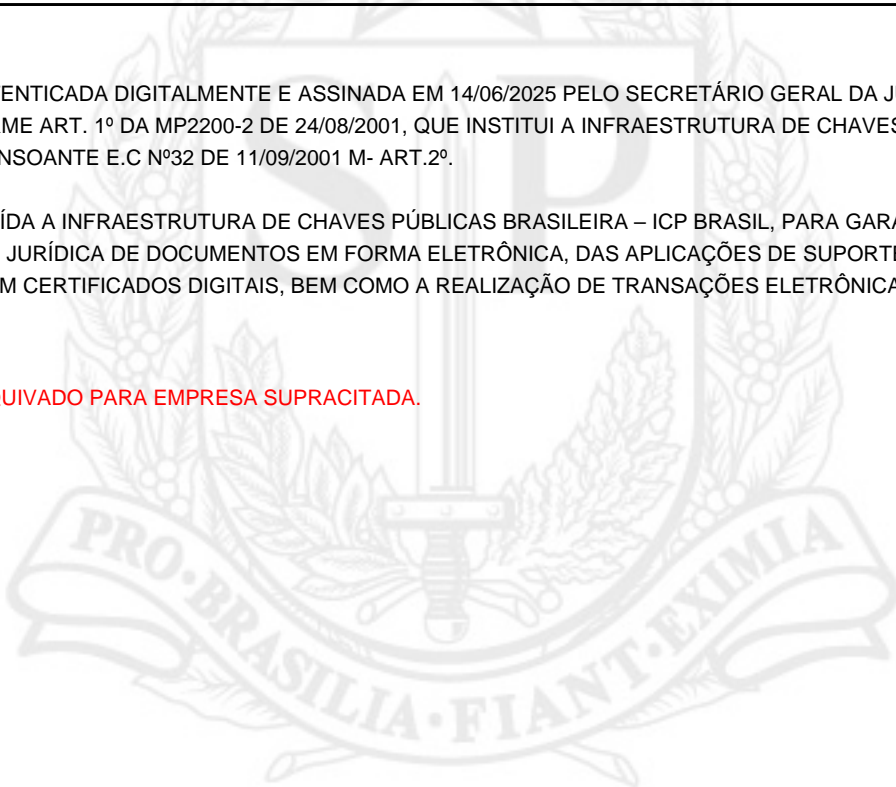 ENTICADA DIGITALMENTE E ASSINADA EM 14/06/2025 PELO SECRETÁRIO GERAL DA J
ME ART. 1º DA MP2200-2 DE 24/08/2001, QUE INSTITUI A INFRAESTRUTURA DE CHAVES
NSOANTE E.C Nº32 DE 11/09/2001 M- ART.2º.
ÍDA A INFRAESTRUTURA DE CHAVES PÚBLICAS BRASILEIRA – ICP BRASIL, PARA GARA
JURÍDICA DE DOCUMENTOS EM FORMA ELETRÔNICA, DAS APLICAÇÕES DE SUPORTE
M CERTIFICADOS DIGITAIS, BEM COMO A REALIZAÇÃO DE TRANSAÇÕES ELETRÔNICA
UIVADO PARA EMPRESA SUPRACITADA.
SP
PRO·BRASILIA·FIANT·EXIMIA